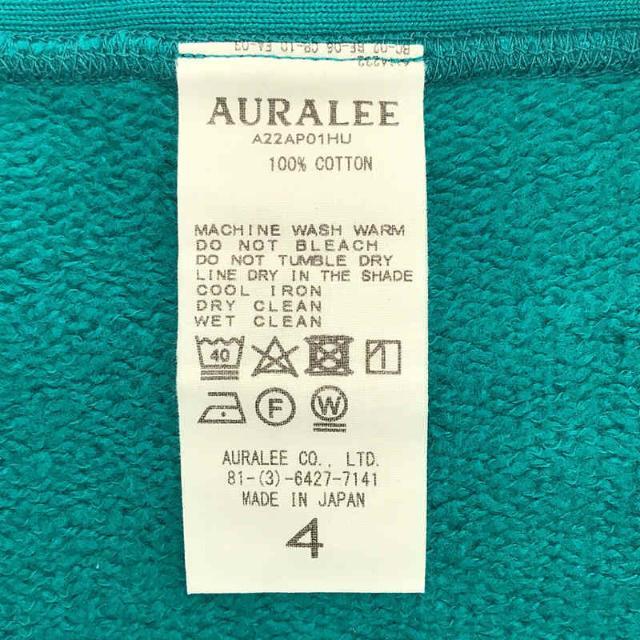 AURALEE
A22AP01HU
100% COTTON
MACHINE WASH WARM
DO NOT BLEACH
DO NOT TUMBLE DRY
LINE DRY IN THE SHADE
COOL IRON
DRY CLEAN
WET CLEAN
40
F W
AURALEE CO., LTD.
81-(3)-6427-7141
MADE IN JAPAN
4